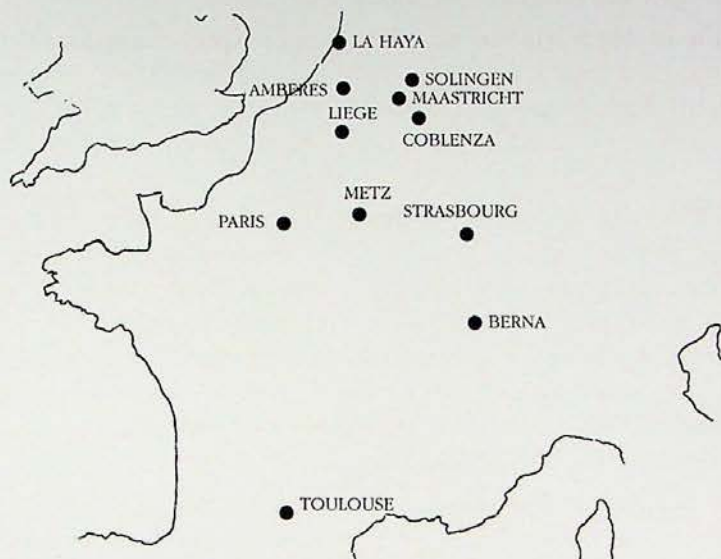 LA HAYA
SOLINGEN
AMBERES
MAASTRICHT
LIEGE
COBLENZA
METZ
STRASBOURG
PARIS
BERNA
TOULOUSE